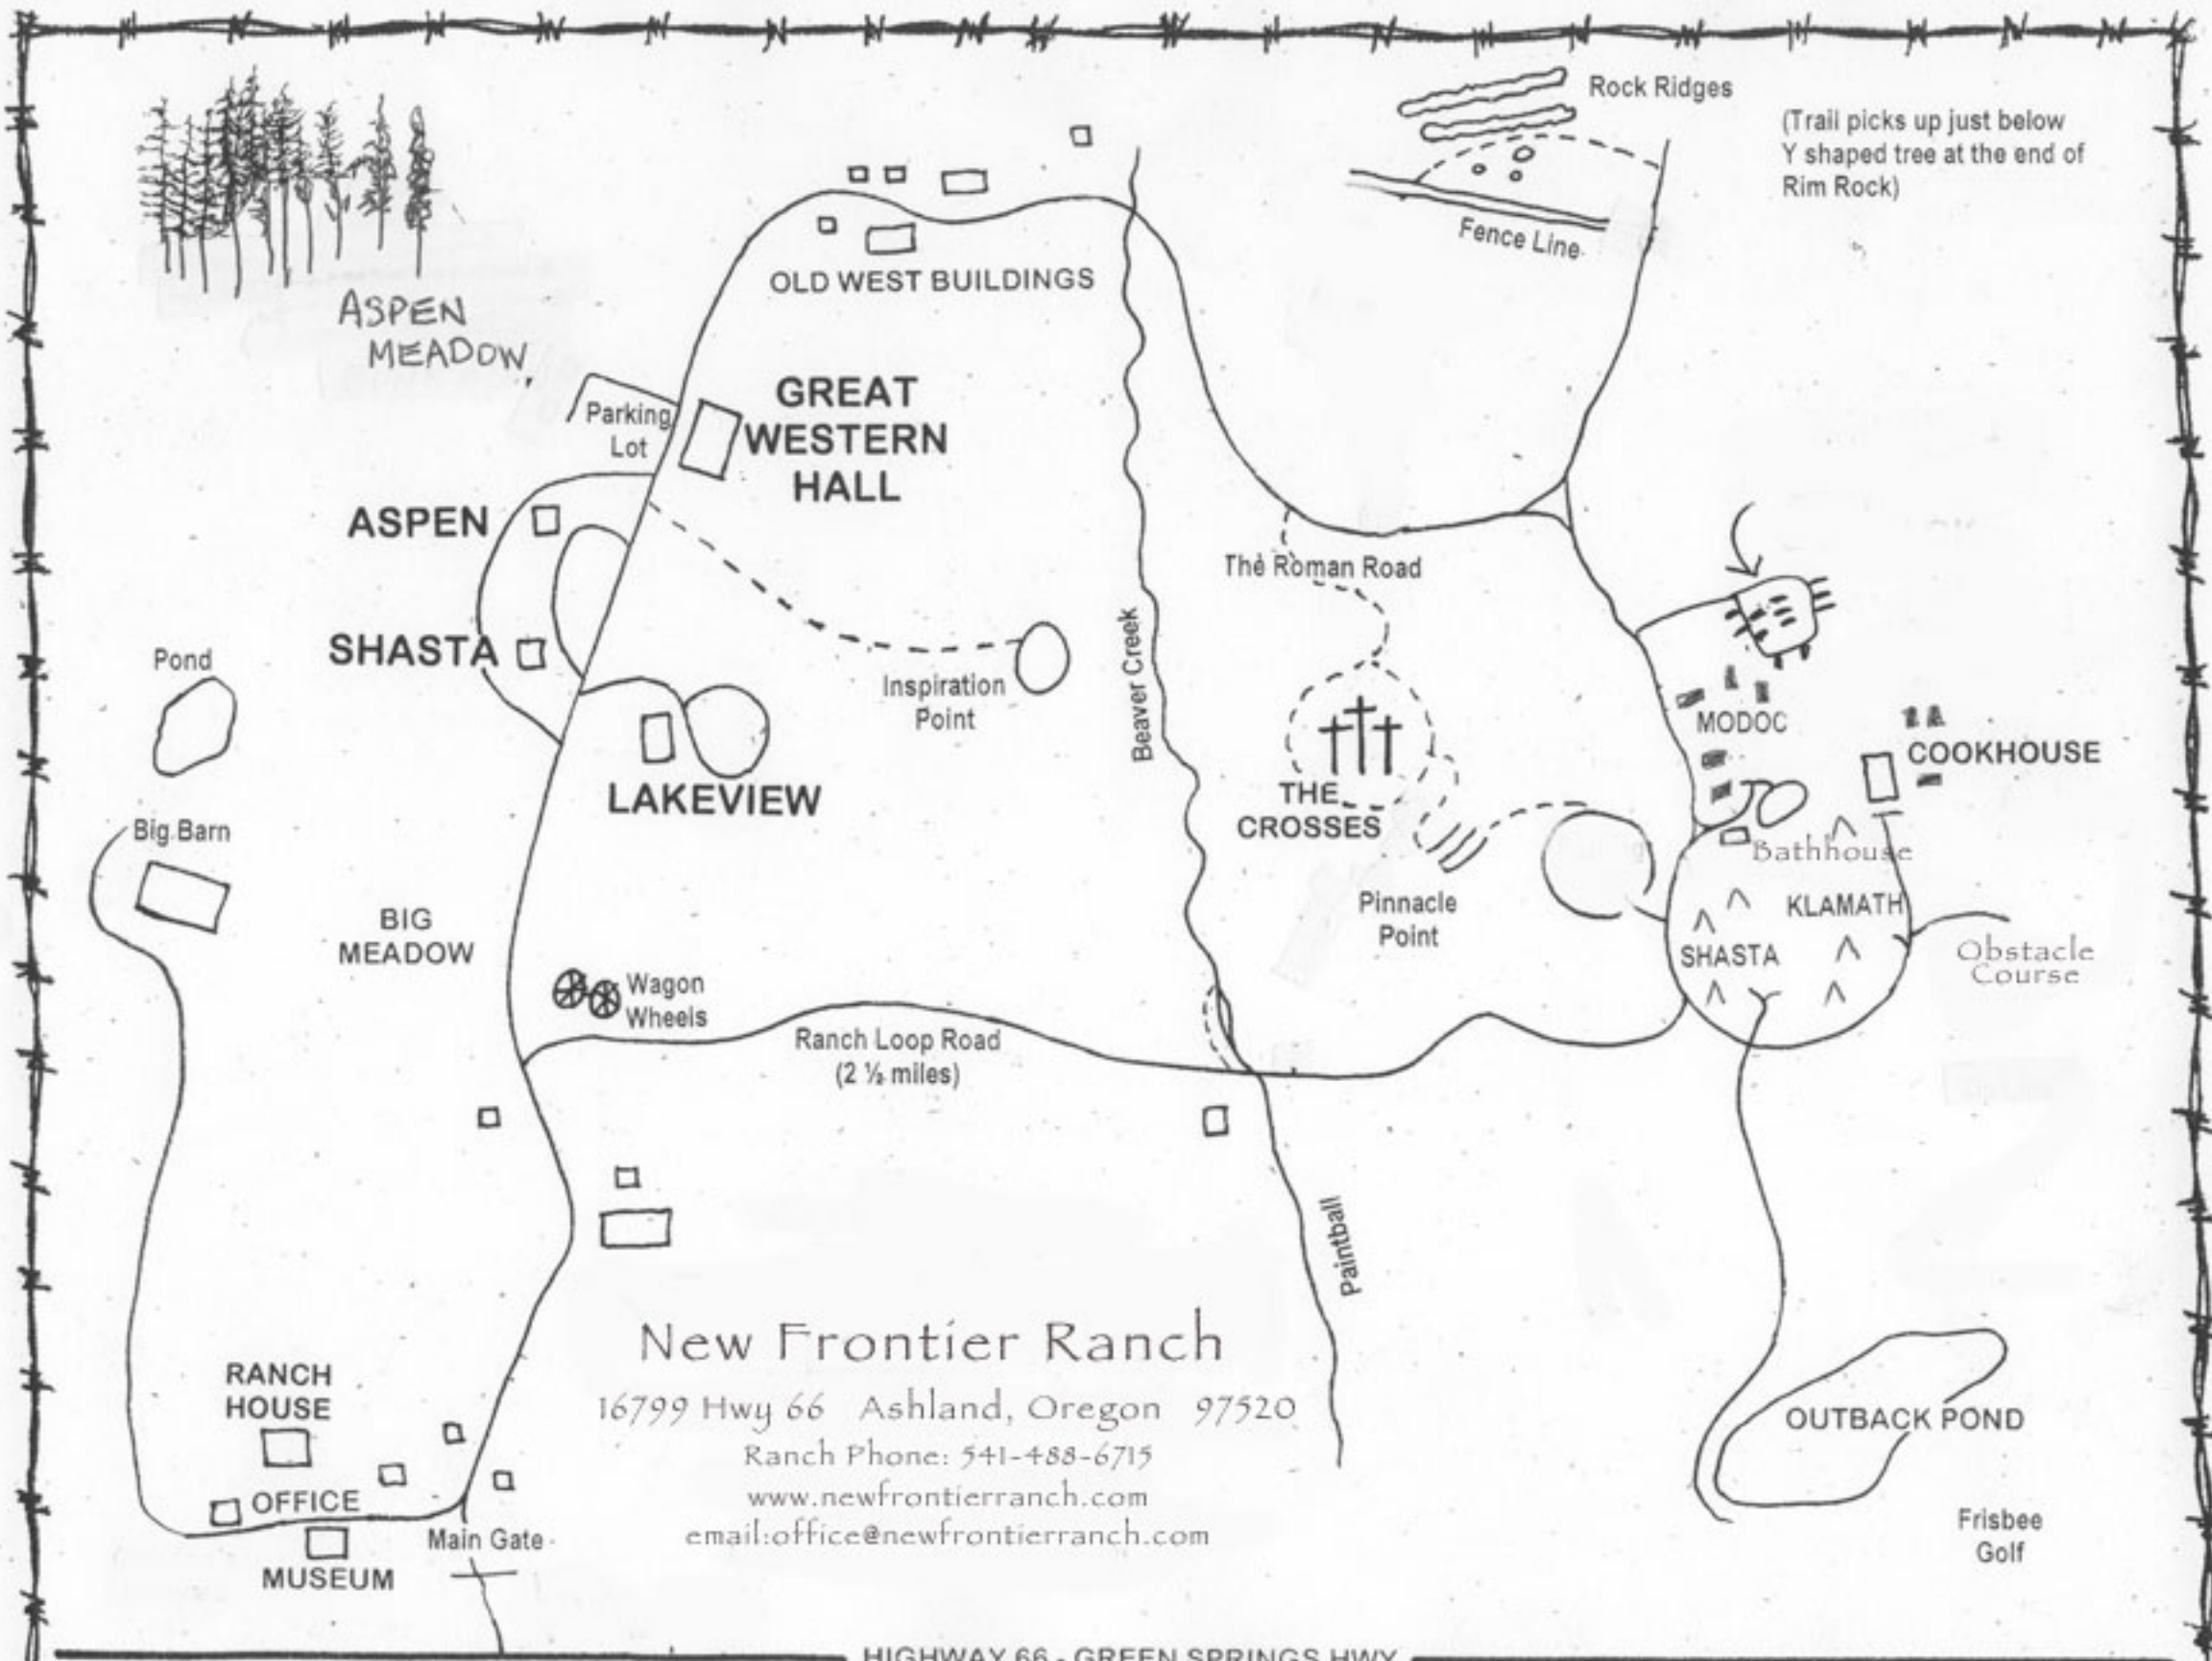 Rock Ridges
(Trail picks up just below
Y shaped tree at the end of
Rim Rock)
Fence Line
OLD WEST BUILDINGS
ASPEN
MEADOW
Parking
Lot
GREAT
WESTERN
HALL
ASPEN
The Roman Road
SHASTA
Pond
Inspiration
Point
Beaver Creek
MODOC
COOKHOUSE
LAKEVIEW
THE
CROSSES
Big Barn
Bathhouse
Pinnacle
Point
KLAMATH
BIG
MEADOW
SHASTA
Obstacle
Course
Wagon
Wheels
Ranch Loop Road
(2 ½ miles)
Paintball
New Frontier Ranch
16799 Hwy 66 Ashland, Oregon 97520
Ranch Phone: 541-488-6715
www.newfrontierranch.com
email:office@newfrontierranch.com
RANCH
HOUSE
OFFICE
Main Gate
MUSEUM
OUTBACK POND
Frisbee
Golf
HIGHWAY 66 - GREEN SPRINGS HWY